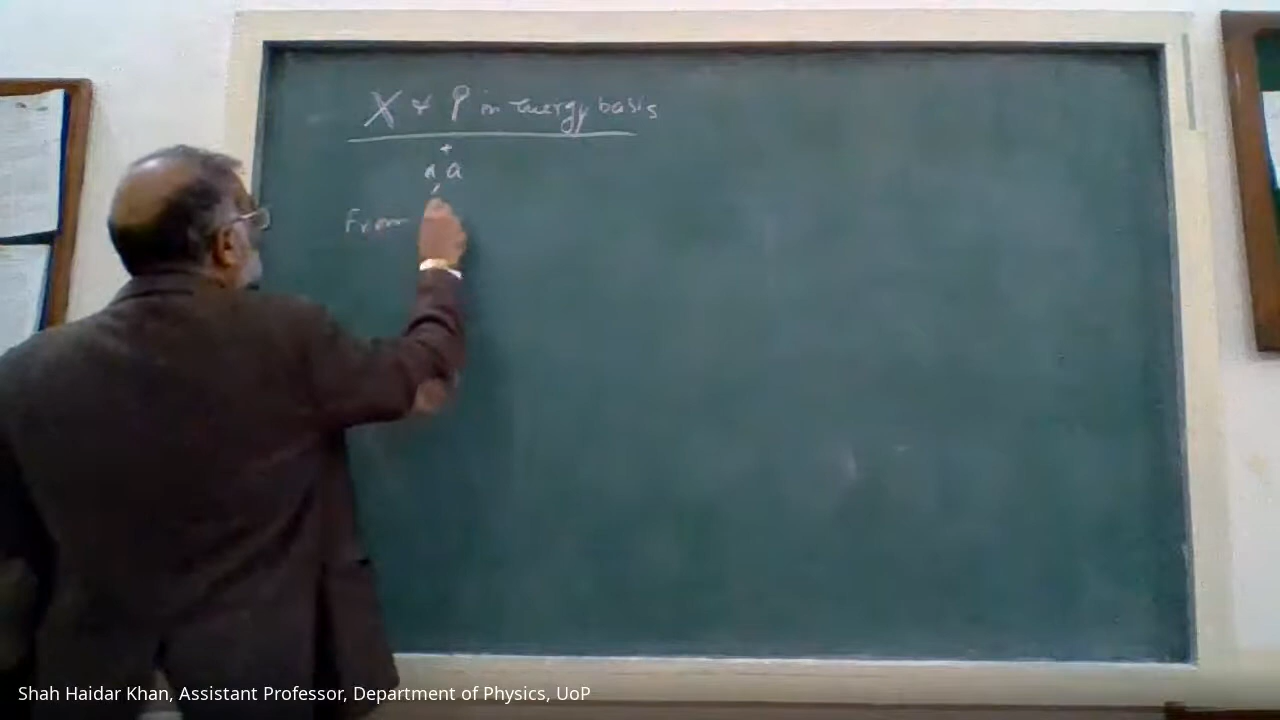 X & P in energy basis
a a⁺
From
Shah Haidar Khan, Assistant Professor, Department of Physics, UoP